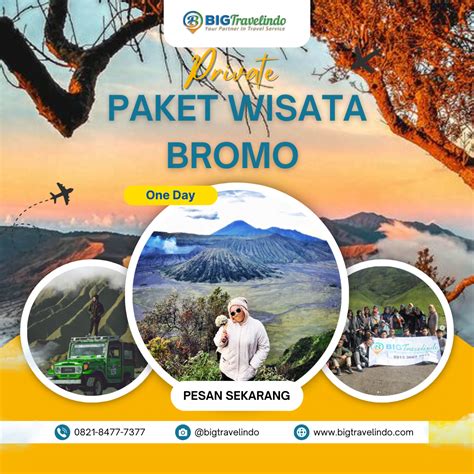 BIGTravelindo
Your Partner In Travel Service
Private
PAKET WISATA
BROMO
One Day
BIGTravelindo
PESAN SEKARANG
0821-8477-7377
@bigtravelindo
www.bigtravelindo.com